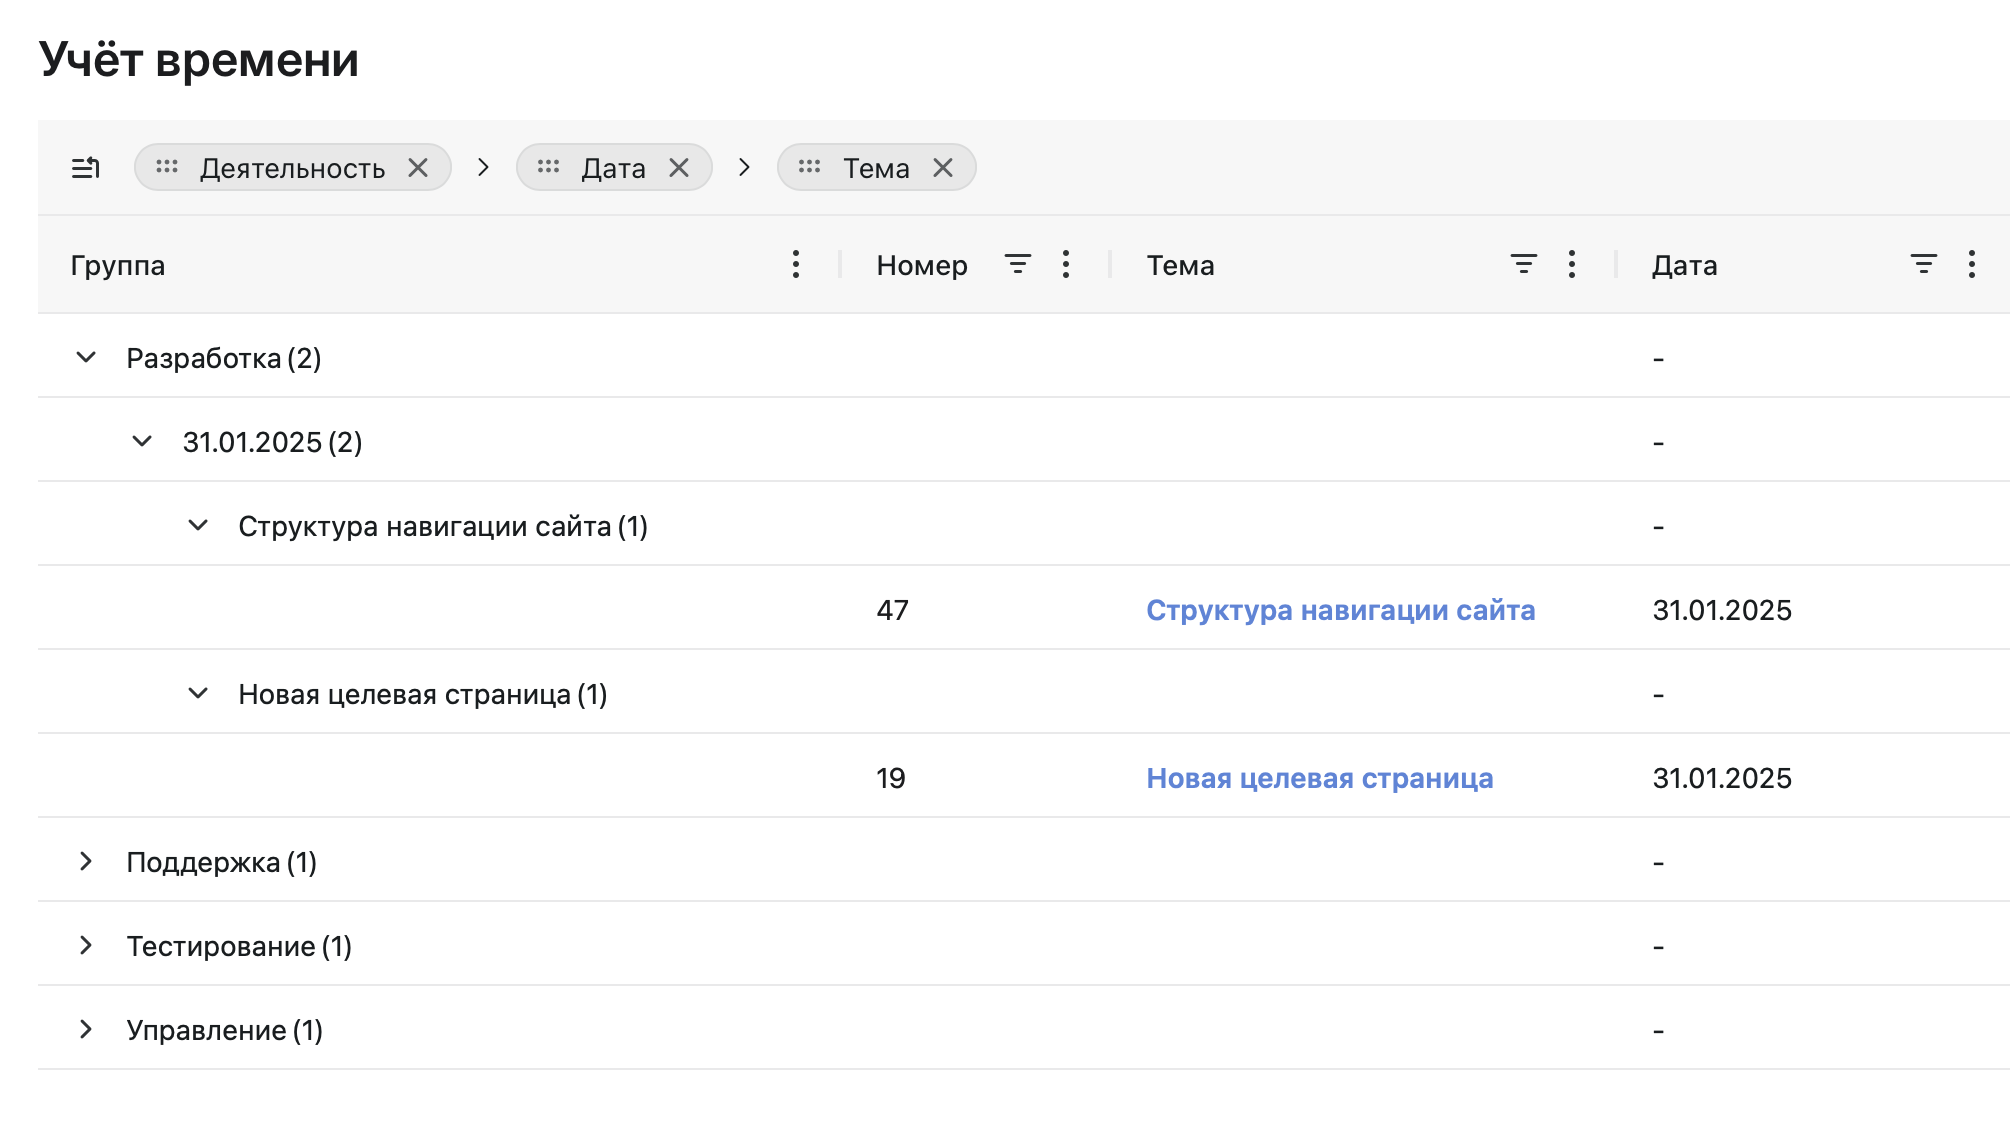 Учёт времени
Деятельность Дата Тема
Группа Номер Тема Дата
Разработка (2) -
31.01.2025 (2) -
Структура навигации сайта (1) -
47 Структура навигации сайта 31.01.2025
Новая целевая страница (1) -
19 Новая целевая страница 31.01.2025
Поддержка (1) -
Тестирование (1) -
Управление (1) -